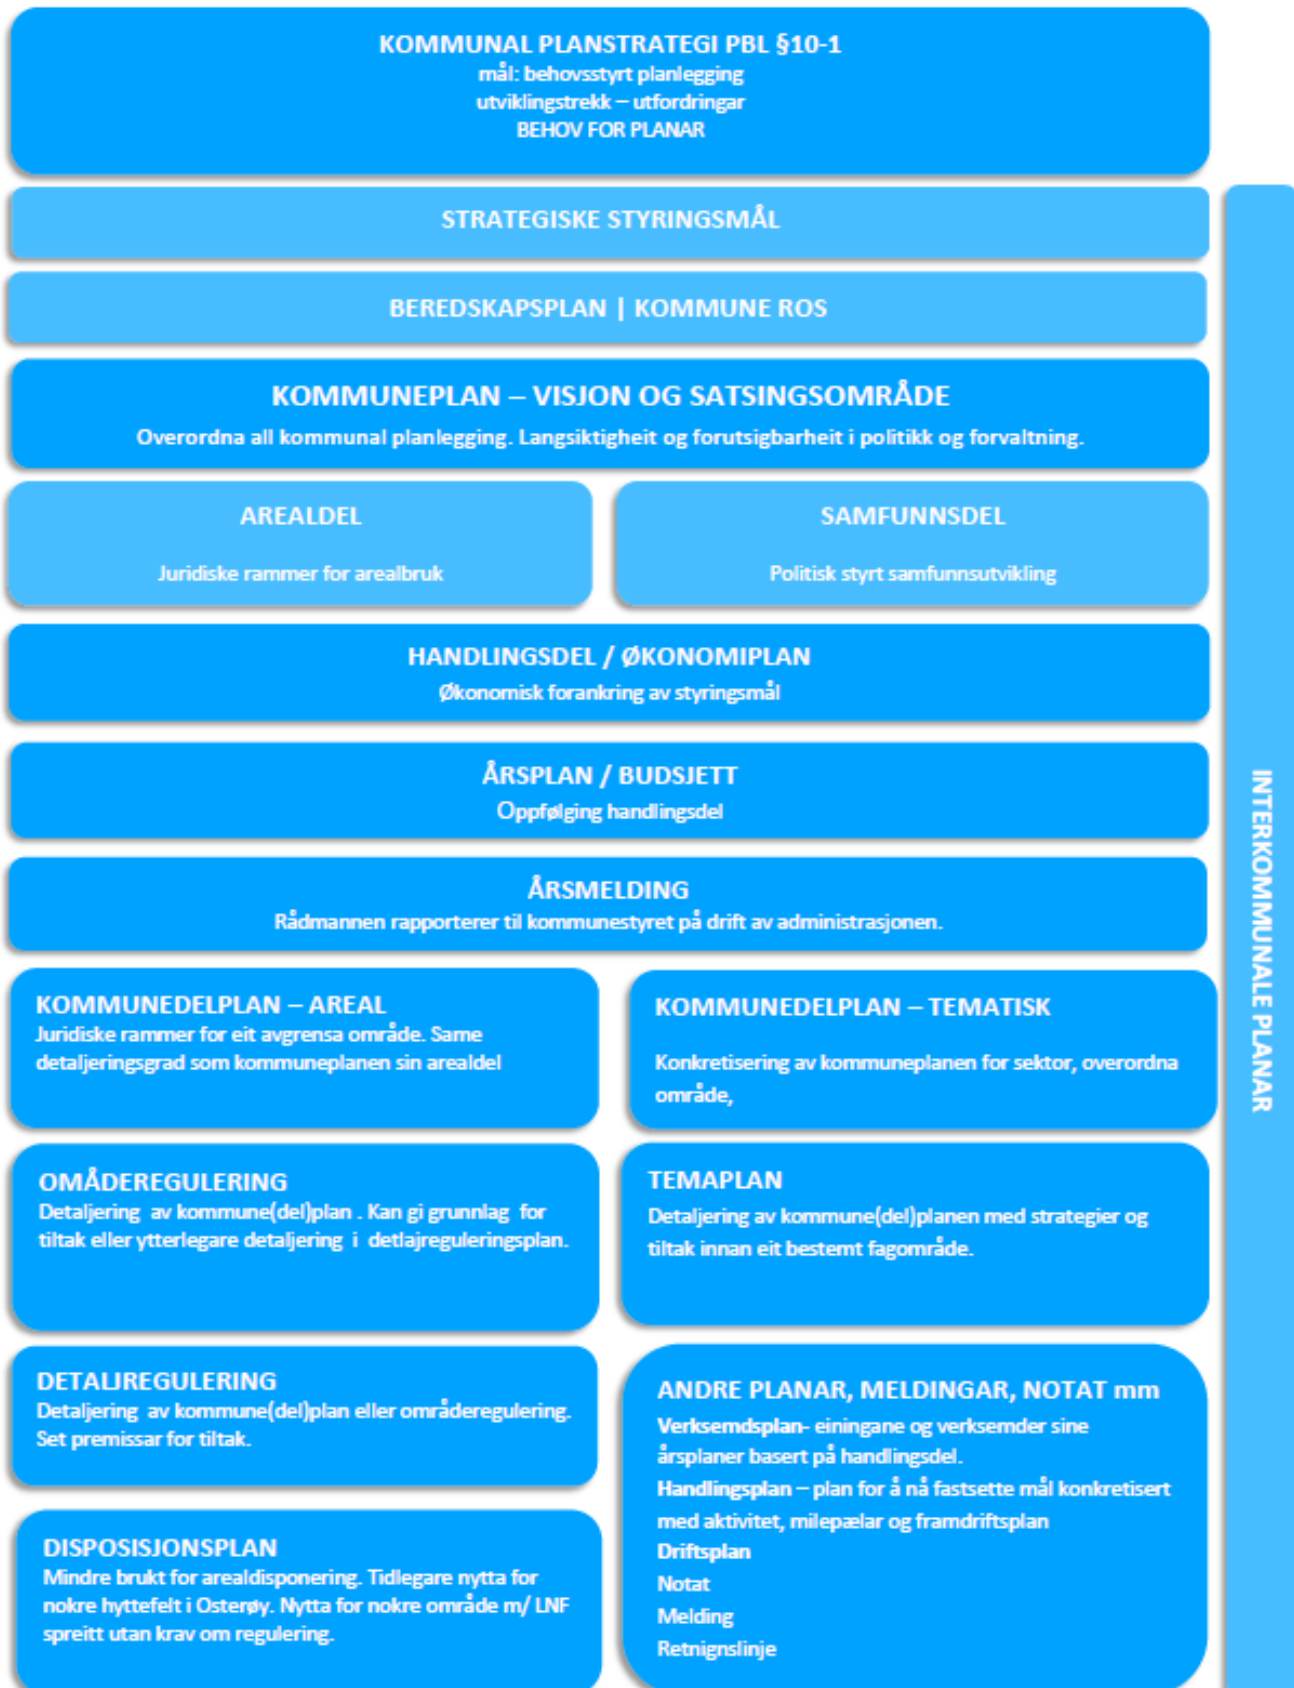 KOMMUNAL PLANSTRATEGI PBL §10-1
mål: behovsstyrt planlegging
utviklingstrekk – utfordringar
BEHOV FOR PLANAR
STRATEGISKE STYRINGSMÅL
BEREDSKAPSPLAN | KOMMUNE ROS
KOMMUNEPLAN – VISJON OG SATSINGSOMRÅDE
Overordna all kommunal planlegging. Langsiktigheit og forutsigbarheit i politikk og forvaltning.
AREALDEL
Juridiske rammer for arealbruk
SAMFUNNSDEL
Politisk styrt samfunnsutvikling
HANDLINGSDEL / ØKONOMIPLAN
Økonomisk forankring av styringsmål
ÅRSPLAN / BUDSJETT
Oppfølging handlingsdel
ÅRSMELDING
Rådmannen rapporterer til kommunestyret på drift av administrasjonen.
KOMMUNEDELPLAN – AREAL
Juridiske rammer for eit avgrensa område. Same
detaljeringsgrad som kommuneplanen sin arealdel
KOMMUNEDELPLAN – TEMATISK
Konkretisering av kommuneplanen for sektor, overordna
område,
OMÅDEREGULERING
Detaljering av kommune(del)plan . Kan gi grunnlag for
tiltak eller ytterlegare detaljering i detlajreguleringsplan.
TEMAPLAN
Detaljering av kommune(del)planen med strategier og
tiltak innan eit bestemt fagområde.
DETALJREGULERING
Detaljering av kommune(del)plan eller områderegulering.
Set premissar for tiltak.
DISPOSISJONSPLAN
Mindre brukt for arealdisponering. Tidlegare nytta for
nokre hyttefelt i Osterøy. Nytta for nokre område m/ LNF
spreitt utan krav om regulering.
ANDRE PLANAR, MELDINGAR, NOTAT mm
Verksemdsplan- einingane og verksemder sine
årsplaner basert på handlingsdel.
Handlingsplan – plan for å nå fastsette mål konkretisert
med aktivitet, milepælar og framdriftsplan
Driftsplan
Notat
Melding
Retnignslinje
INTERKOMMUNALE PLANAR